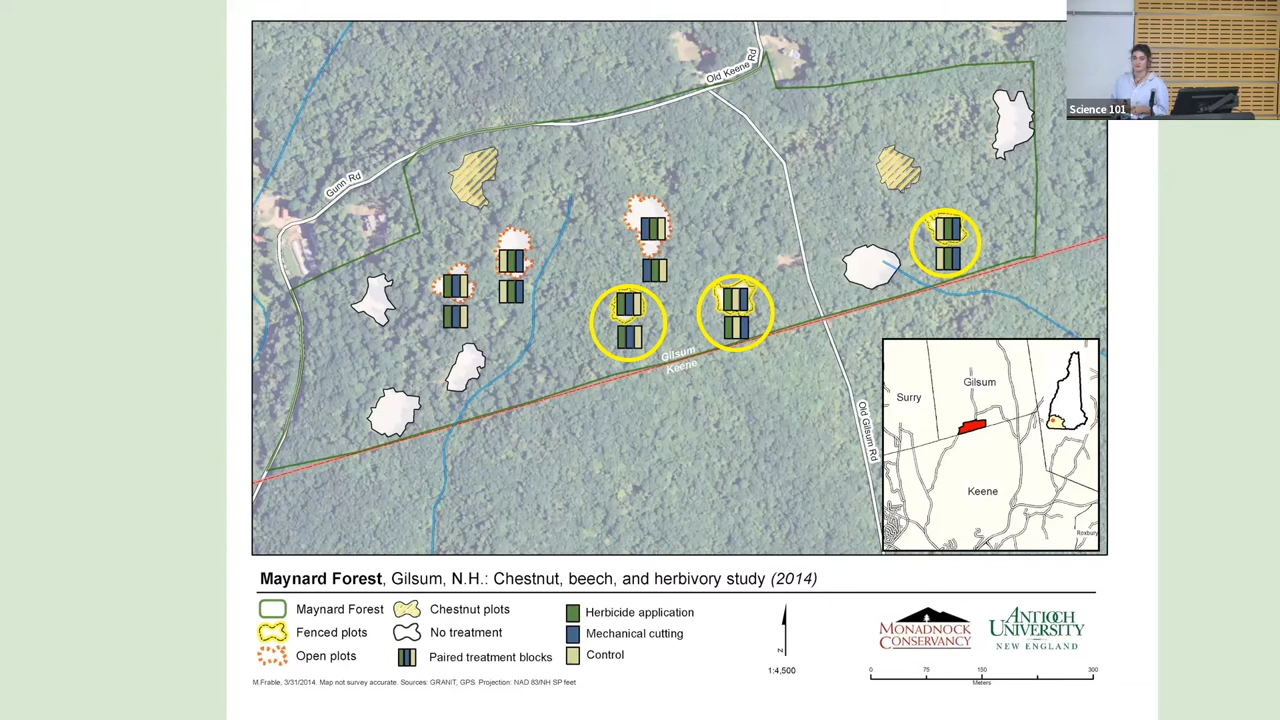 Old Keene Rd
Science 101
Gunn Rd
Gilsum
Keene
Old Gilsum Rd
Gilsum
Surry
Keene
Roxbury
Maynard Forest, Gilsum, N.H.: Chestnut, beech, and herbivory study (2014)
Maynard Forest
Fenced plots
Open plots
Chestnut plots
No treatment
Paired treatment blocks
Herbicide application
Mechanical cutting
Control
N
1:4,500
MONADNOCK
CONSERVANCY
ANTIOCH
UNIVERSITY
NEW ENGLAND
0 75 150 300
Meters
M.Frable, 3/31/2014. Map not survey accurate. Sources: GRANIT, GPS. Projection: NAD 83/NH SP feet